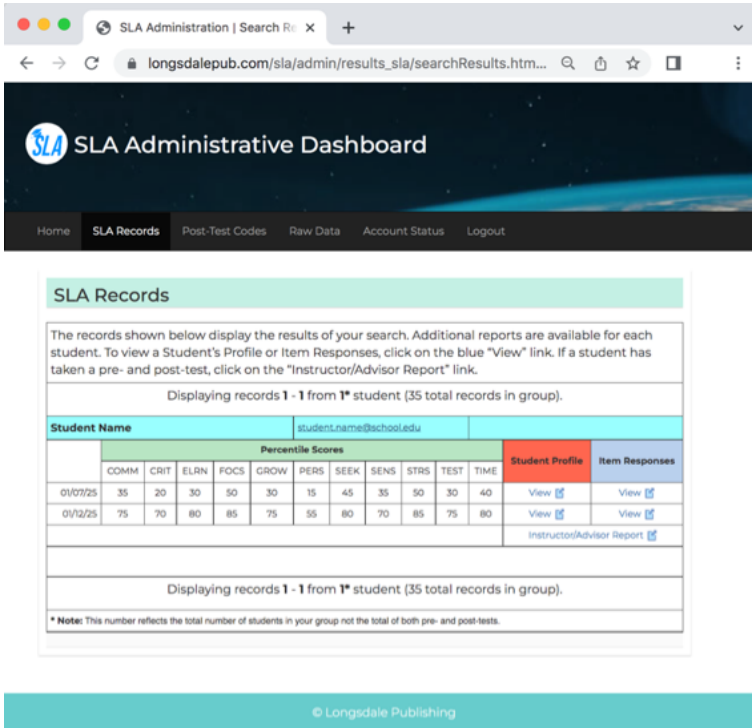 SLA Administration | Search Re
longsdalepub.com/sla/admin/results_sla/searchResults.htm...
SLA SLA Administrative Dashboard
Home SLA Records Post-Test Codes Raw Data Account Status Logout
SLA Records
The records shown below display the results of your search. Additional reports are available for each
student. To view a Student's Profile or Item Responses, click on the blue "View" link. If a student has
taken a pre- and post-test, click on the "Instructor/Advisor Report" link.
Displaying records 1 - 1 from 1* student (35 total records in group).
Student Name student.name@school.edu
Percentile Scores Student Profile Item Responses
COMM CRIT ELRN FOCS GROW PERS SEEK SENS STRS TEST TIME
01/07/25 35 20 30 50 30 15 45 35 50 30 40 View View
01/12/25 75 70 80 85 75 55 80 70 85 75 80 View View
Instructor/Advisor Report
Displaying records 1 - 1 from 1* student (35 total records in group).
* Note: This number reflects the total number of students in your group not the total of both pre- and post-tests.
© Longsdale Publishing